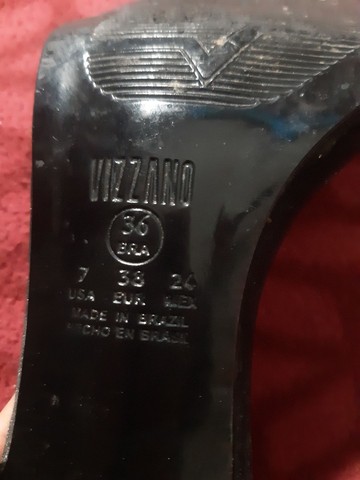 VIZZANO
36
BRA
7 38 24
USA EUR. MEX
MADE IN BRAZIL
HECHO EN BRASIL